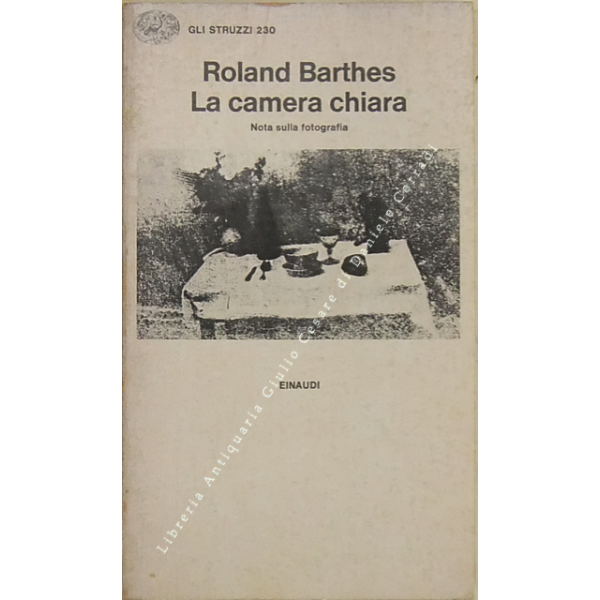 GLI STRUZZI 230
Roland Barthes
La camera chiara
Nota sulla fotografia
EINAUDI
Libreria Antiquaria Giulio Cesare di Daniele Corradi